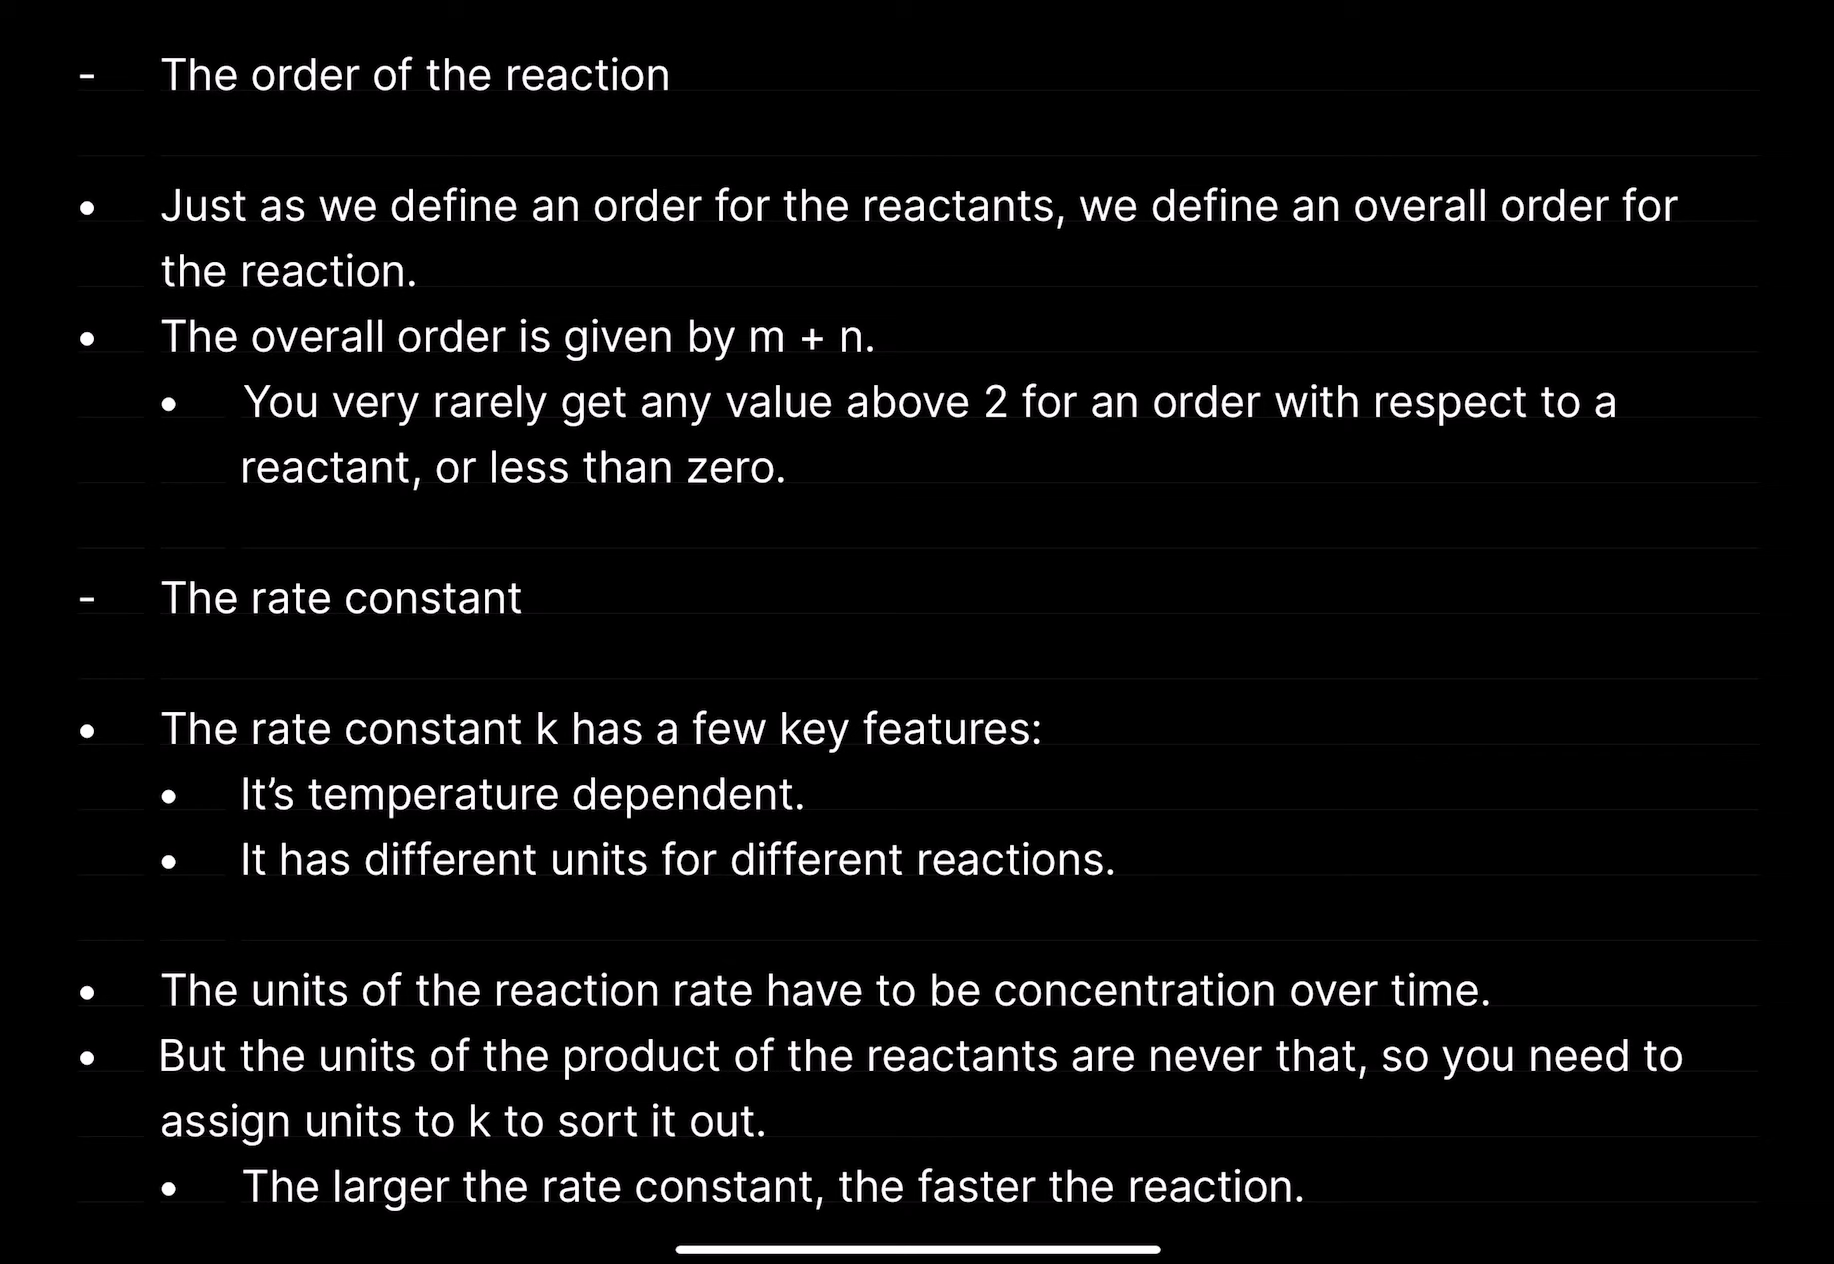 - The order of the reaction
• Just as we define an order for the reactants, we define an overall order for
the reaction.
• The overall order is given by m + n.
• You very rarely get any value above 2 for an order with respect to a
reactant, or less than zero.
- The rate constant
• The rate constant k has a few key features:
• It’s temperature dependent.
• It has different units for different reactions.
• The units of the reaction rate have to be concentration over time.
• But the units of the product of the reactants are never that, so you need to
assign units to k to sort it out.
• The larger the rate constant, the faster the reaction.